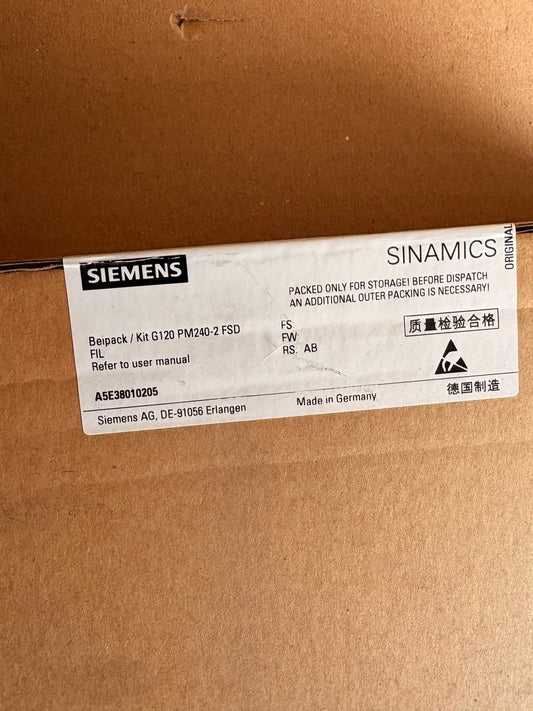 SIEMENS
SINAMICS
ORIGINAL
PACKED ONLY FOR STORAGE! BEFORE DISPATCH
AN ADDITIONAL OUTER PACKING IS NECESSARY!
Beipack / Kit G120 PM240-2 FSD
FIL
Refer to user manual
FS
FW
RS. AB
质量检验合格
A5E38010205
德国制造
Siemens AG, DE-91056 Erlangen
Made in Germany